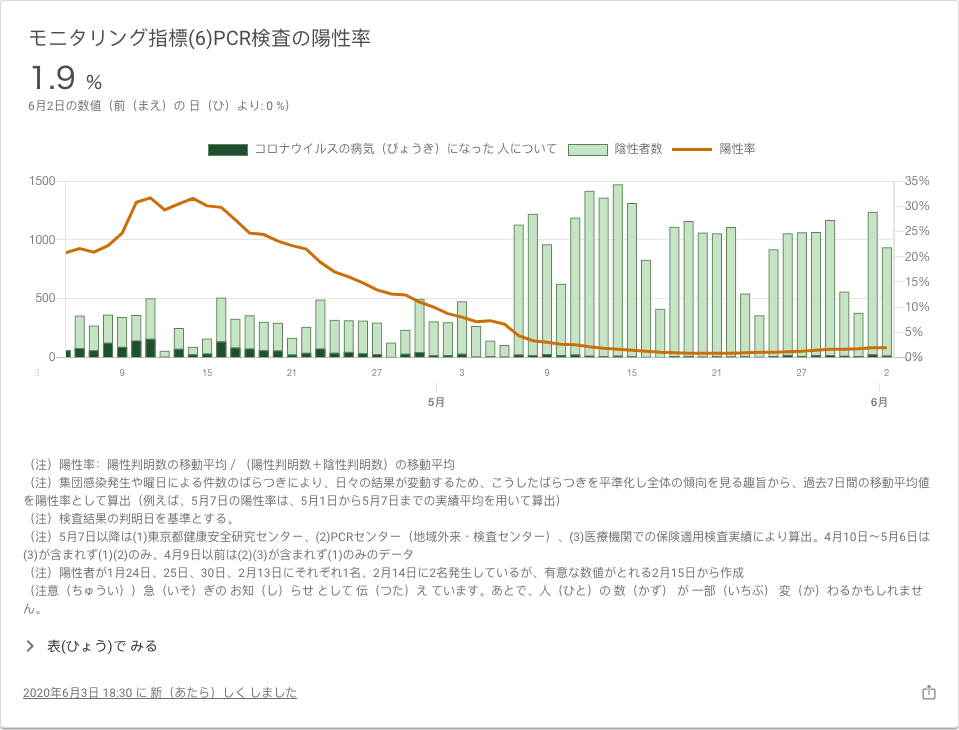 モニタリング指標(6)PCR検査の陽性率
1.9 %
6月2日の数値（前（まえ）の 日（ひ）より: 0 %）
コロナウイルスの病気（びょうき）になった 人について 陰性者数 陽性率
1500 35%
30%
1000 25%
20%
15%
500 10%
5%
0 0%
3 9 15 21 27 3 9 15 21 27 2
5月 6月
（注）陽性率：陽性判明数の移動平均 / （陽性判明数＋陰性判明数）の移動平均
（注）集団感染発生や曜日による件数のばらつきにより、日々の結果が変動するため、こうしたばらつきを平準化し全体の傾向を見る趣旨から、過去7日間の移動平均値
を陽性率として算出（例えば、5月7日の陽性率は、5月1日から5月7日までの実績平均を用いて算出）
（注）検査結果の判明日を基準とする。
（注）5月7日以降は(1)東京都健康安全研究センター、(2)PCRセンター（地域外来・検査センター）、(3)医療機関での保険適用検査実績により算出。4月10日～5月6日は
(3)が含まれず(1)(2)のみ、4月9日以前は(2)(3)が含まれず(1)のみのデータ
（注）陽性者が1月24日、25日、30日、2月13日にそれぞれ1名、2月14日に2名発生しているが、有意な数値がとれる2月15日から作成
（注意（ちゅうい））急（いそ）ぎの お知（し）らせ として 伝（つた）え ています。あとで、人（ひと）の 数（かず） が 一部（いちぶ） 変（か）わるかもしれませ
ん。
表(ひょう)で みる
2020年6月3日 18:30 に 新（あたら）しく しました